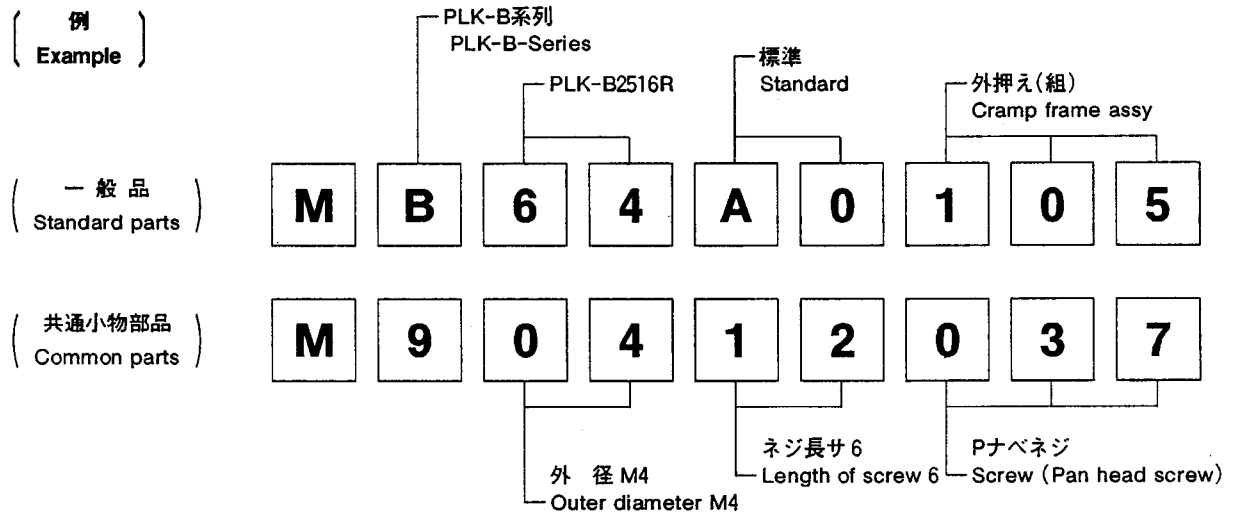 例
Example
PLK-B系列
PLK-B-Series
PLK-B2516R
標準
Standard
外押え(組)
Cramp frame assy
一般品
Standard parts
M B 6 4 A 0 1 0 5
共通小物部品
Common parts
M 9 0 4 1 2 0 3 7
外 径 M4
Outer diameter M4
ネジ長サ 6
Length of screw 6
Pナベネジ
Screw (Pan head screw)